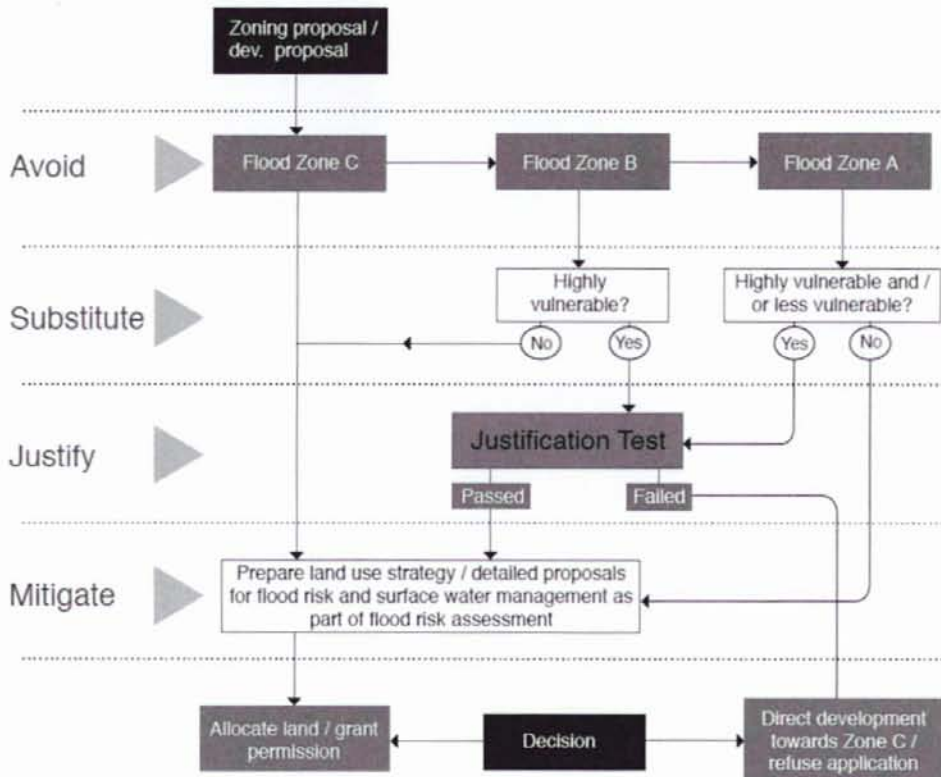 Zoning proposal /
dev. proposal
Avoid
Flood Zone C
Flood Zone B
Flood Zone A
Substitute
Highly
vulnerable?
Highly vulnerable and /
or less vulnerable?
No
Yes
Yes
No
Justify
Justification Test
Passed
Failed
Mitigate
Prepare land use strategy / detailed proposals
for flood risk and surface water management as
part of flood risk assessment
Allocate land / grant
permission
Decision
Direct development
towards Zone C /
refuse application